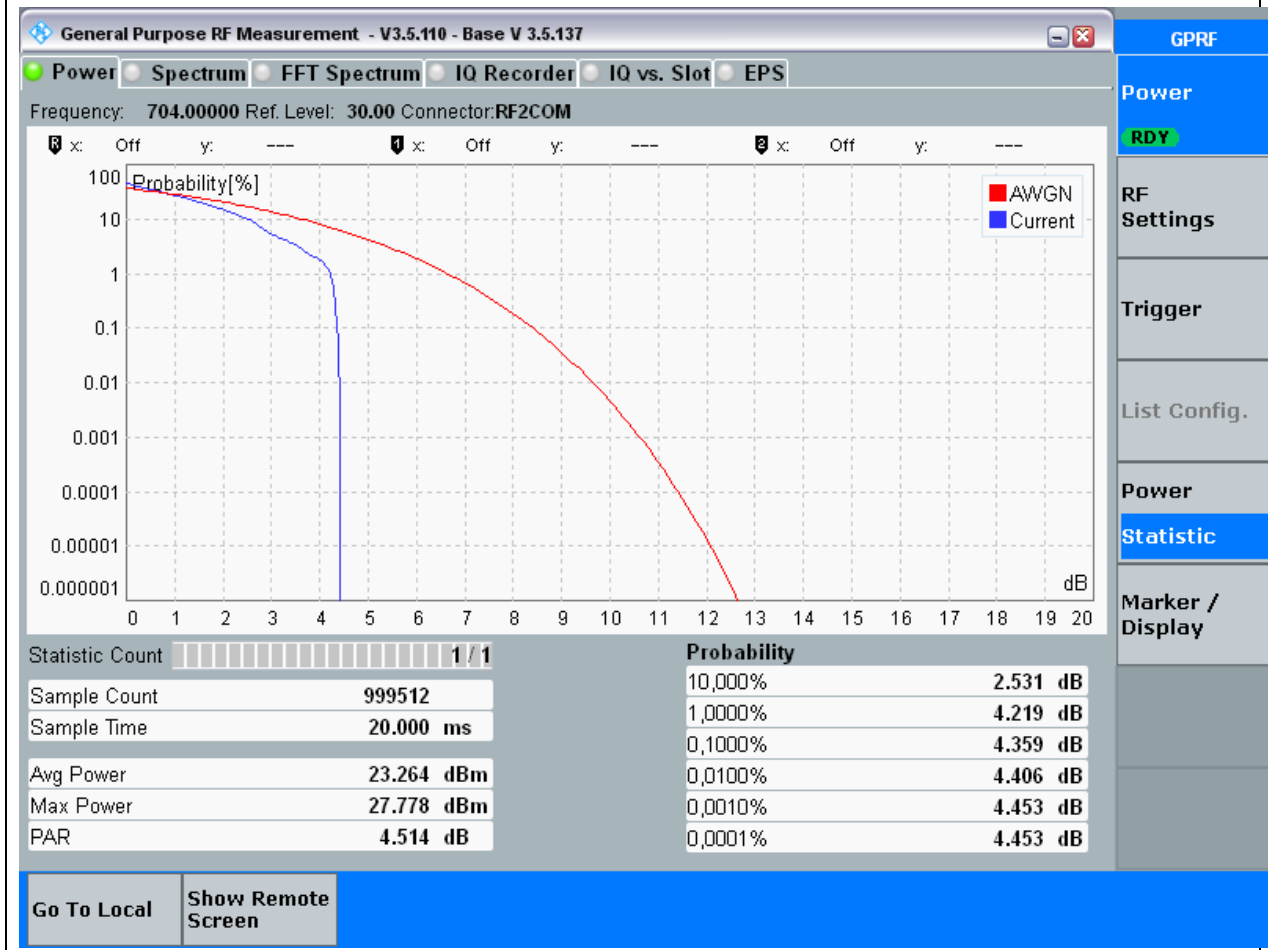 General Purpose RF Measurement - V3.5.110 - Base V 3.5.137
GPRF
Power Spectrum FFT Spectrum IQ Recorder IQ vs. Slot EPS
Frequency: 704.00000 Ref. Level: 30.00 Connector:RF2COM
R x: Off y: --- 1 x: Off y: --- 2 x: Off y: ---
Probability[%]
AWGN
Current
100
10
1
0.1
0.01
0.001
0.0001
0.00001
0.000001
dB
0 1 2 3 4 5 6 7 8 9 10 11 12 13 14 15 16 17 18 19 20
Statistic Count 1 / 1
Sample Count 999512
Sample Time 20.000 ms
Avg Power 23.264 dBm
Max Power 27.778 dBm
PAR 4.514 dB
Probability
10,000% 2.531 dB
1,0000% 4.219 dB
0,1000% 4.359 dB
0,0100% 4.406 dB
0,0010% 4.453 dB
0,0001% 4.453 dB
Power
RDY
RF
Settings
Trigger
List Config.
Power
Statistic
Marker /
Display
Go To Local
Show Remote
Screen